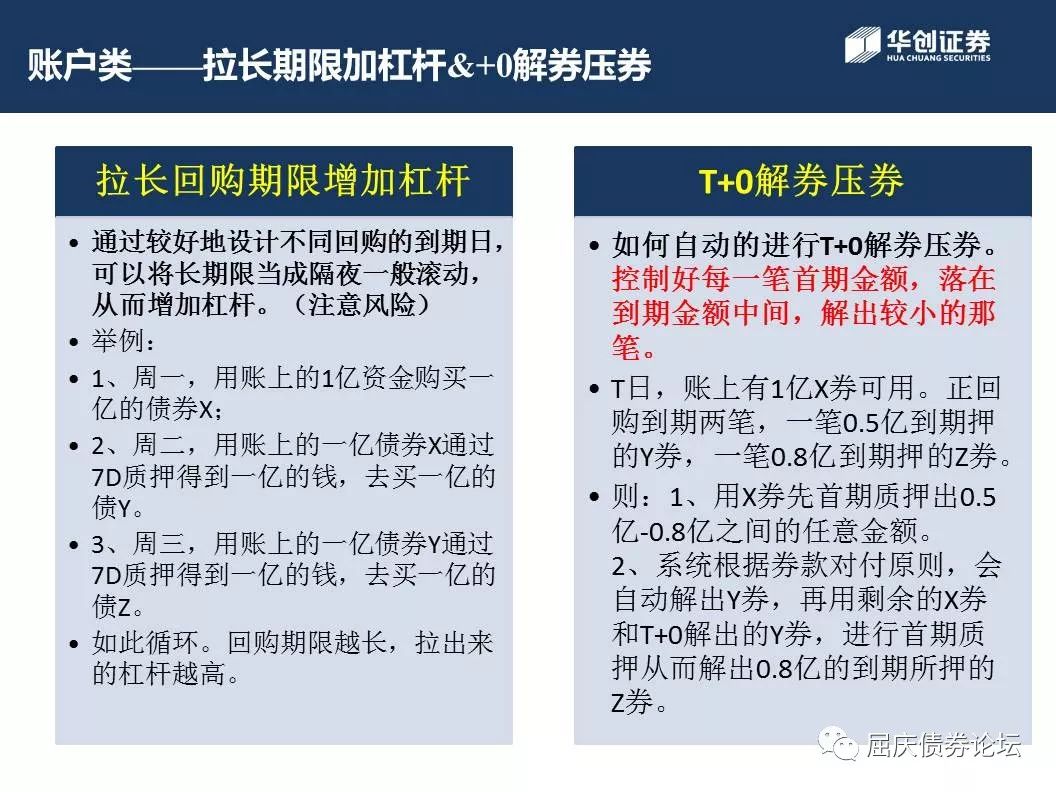 账户类——拉长期限加杠杆&+0解券压券
华创证券
HUA CHUANG SECURITIES
拉长回购期限增加杠杆
• 通过较好地设计不同回购的到期日，
可以将长期限当成隔夜一般滚动，
从而增加杠杆。（注意风险）
• 举例：
• 1、周一，用账上的1亿资金购买一
亿的债券X；
• 2、周二，用账上的一亿债券X通过
7D质押得到一亿的钱，去买一亿的
债Y。
• 3、周三，用账上的一亿债券Y通过
7D质押得到一亿的钱，去买一亿的
债Z。
• 如此循环。回购期限越长，拉出来
的杠杆越高。
T+0解券压券
• 如何自动的进行T+0解券压券。
控制好每一笔首期金额，落在
到期金额中间，解出较小的那
笔。
• T日，账上有1亿X券可用。正回
购到期两笔，一笔0.5亿到期押
的Y券，一笔0.8亿到期押的Z券。
• 则：1、用X券先首期质押出0.5
亿-0.8亿之间的任意金额。
2、系统根据券款对付原则，会
自动解出Y券，再用剩余的X券
和T+0解出的Y券，进行首期质
押从而解出0.8亿的到期所押的
Z券。
屈庆债券论坛